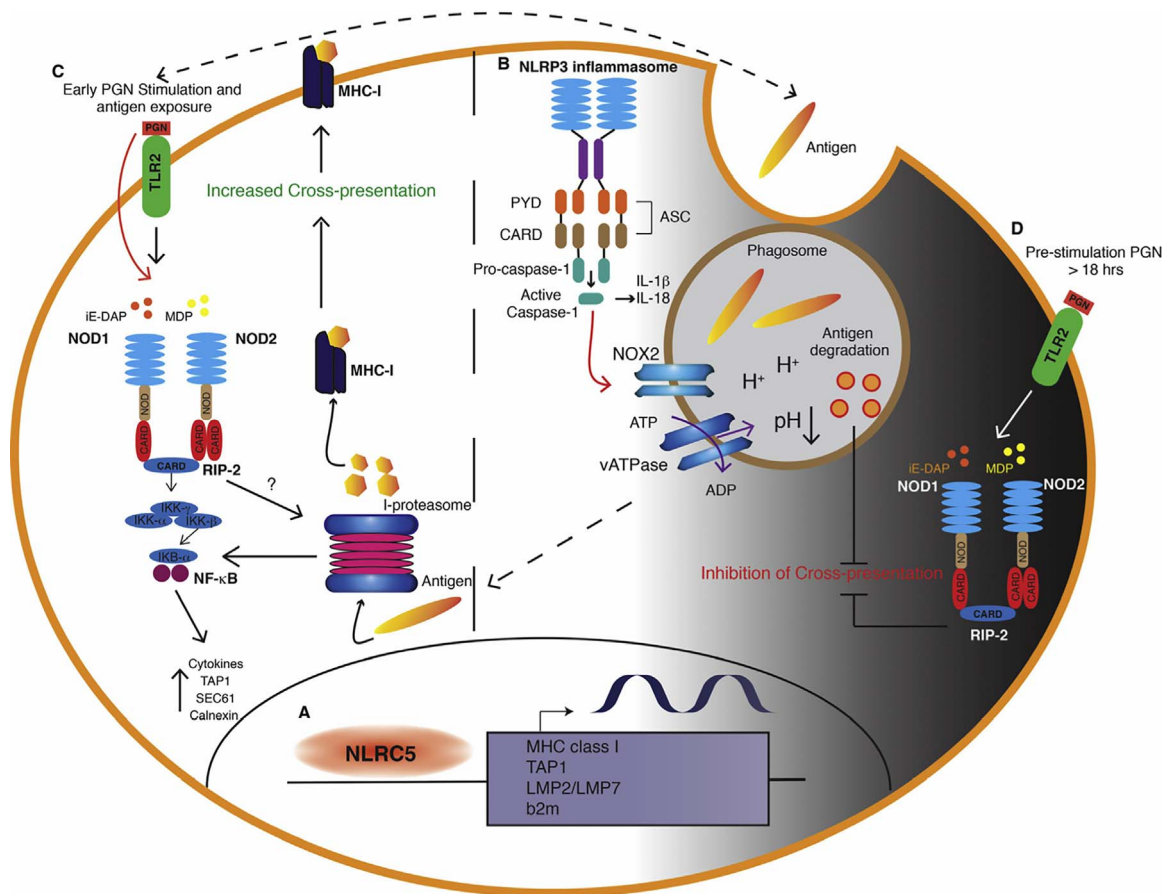 C
Early PGN Stimulation and
antigen exposure
PGN
TLR2
iE-DAP
MDP
NOD1
NOD2
NOD
NOD
CARD
CARD
CARD
CARD
RIP-2
?
IKK-γ
IKK-α
IKK-β
IKB-α
NF-κB
Cytokines
TAP1
SEC61
Calnexin
MHC-I
Increased Cross-presentation
MHC-I
I-proteasome
Antigen
B
NLRP3 inflammasome
PYD
CARD
ASC
Pro-caspase-1
Active
Caspase-1
IL-1β
IL-18
NOX2
ATP
vATPase
ADP
Antigen
Phagosome
Antigen
degradation
H+
H+
pH
D
Pre-stimulation PGN
> 18 hrs
PGN
TLR2
iE-DAP
MDP
NOD1
NOD2
NOD
NOD
CARD
CARD
CARD
CARD
RIP-2
Inhibition of Cross-presentation
A
NLRC5
MHC class I
TAP1
LMP2/LMP7
b2m